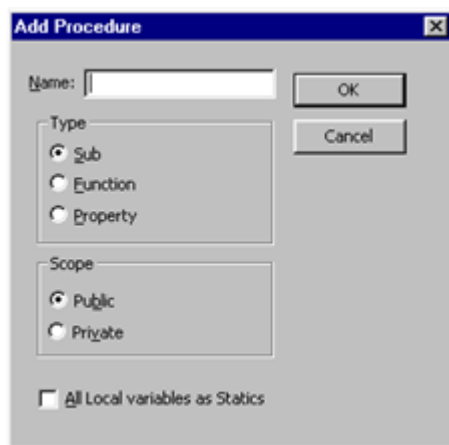 Add Procedure
Name:
OK
Cancel
Type
Sub
Function
Property
Scope
Public
Private
All Local variables as Statics